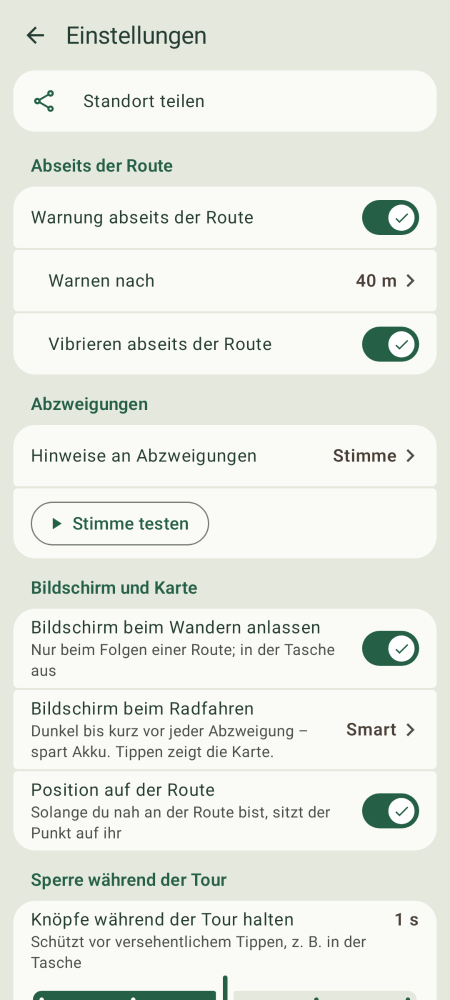 Einstellungen
Standort teilen
Abseits der Route
Warnung abseits der Route
Warnen nach
40 m
Vibrieren abseits der Route
Abzweigungen
Hinweise an Abzweigungen
Stimme
Stimme testen
Bildschirm und Karte
Bildschirm beim Wandern anlassen
Nur beim Folgen einer Route; in der Tasche
aus
Bildschirm beim Radfahren
Dunkel bis kurz vor jeder Abzweigung –
spart Akku. Tippen zeigt die Karte.
Smart
Position auf der Route
Solange du nah an der Route bist, sitzt der
Punkt auf ihr
Sperre während der Tour
Knöpfe während der Tour halten
1 s
Schützt vor versehentlichem Tippen, z. B. in der
Tasche